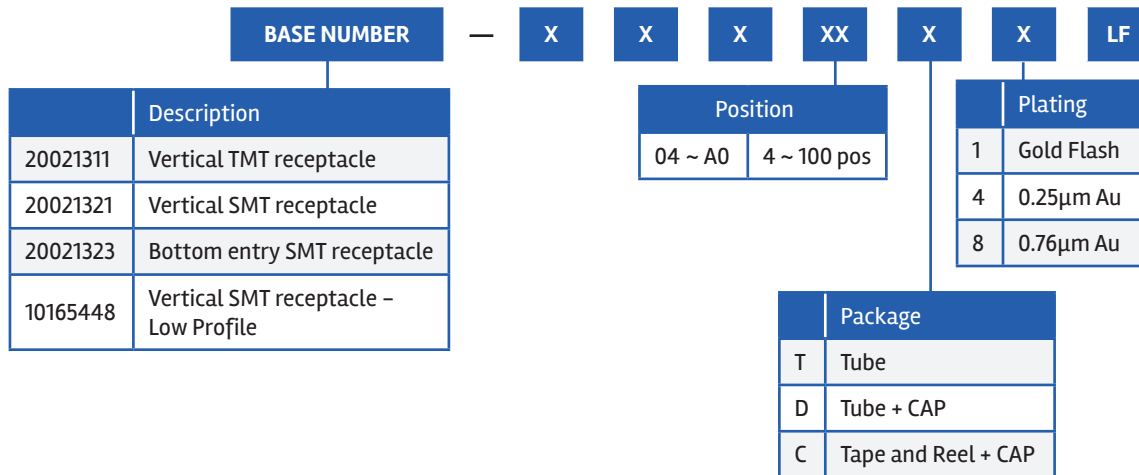 BASE NUMBER — X X X XX X X LF
Description
20021311 Vertical TMT receptacle
20021321 Vertical SMT receptacle
20021323 Bottom entry SMT receptacle
10165448 Vertical SMT receptacle –
Low Profile
Position
04 ~ A0 4 ~ 100 pos
Plating
1 Gold Flash
4 0.25µm Au
8 0.76µm Au
Package
T Tube
D Tube + CAP
C Tape and Reel + CAP